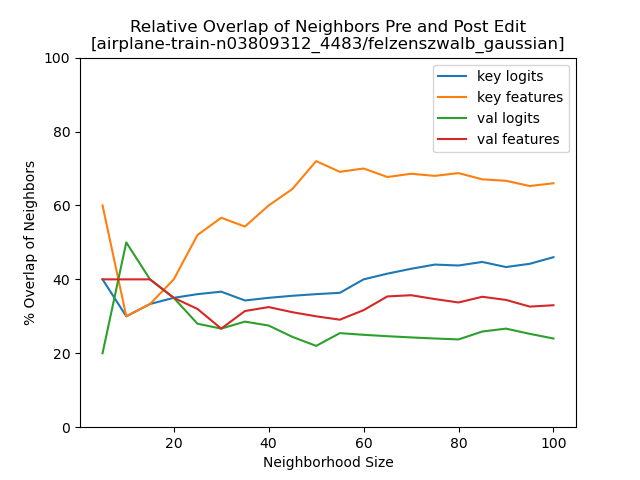 Relative Overlap of Neighbors Pre and Post Edit
[airplane-train-n03809312_4483/felzenszwalb_gaussian]
key logits
key features
val logits
val features
% Overlap of Neighbors
100
80
60
40
20
0
20 40 60 80 100
Neighborhood Size